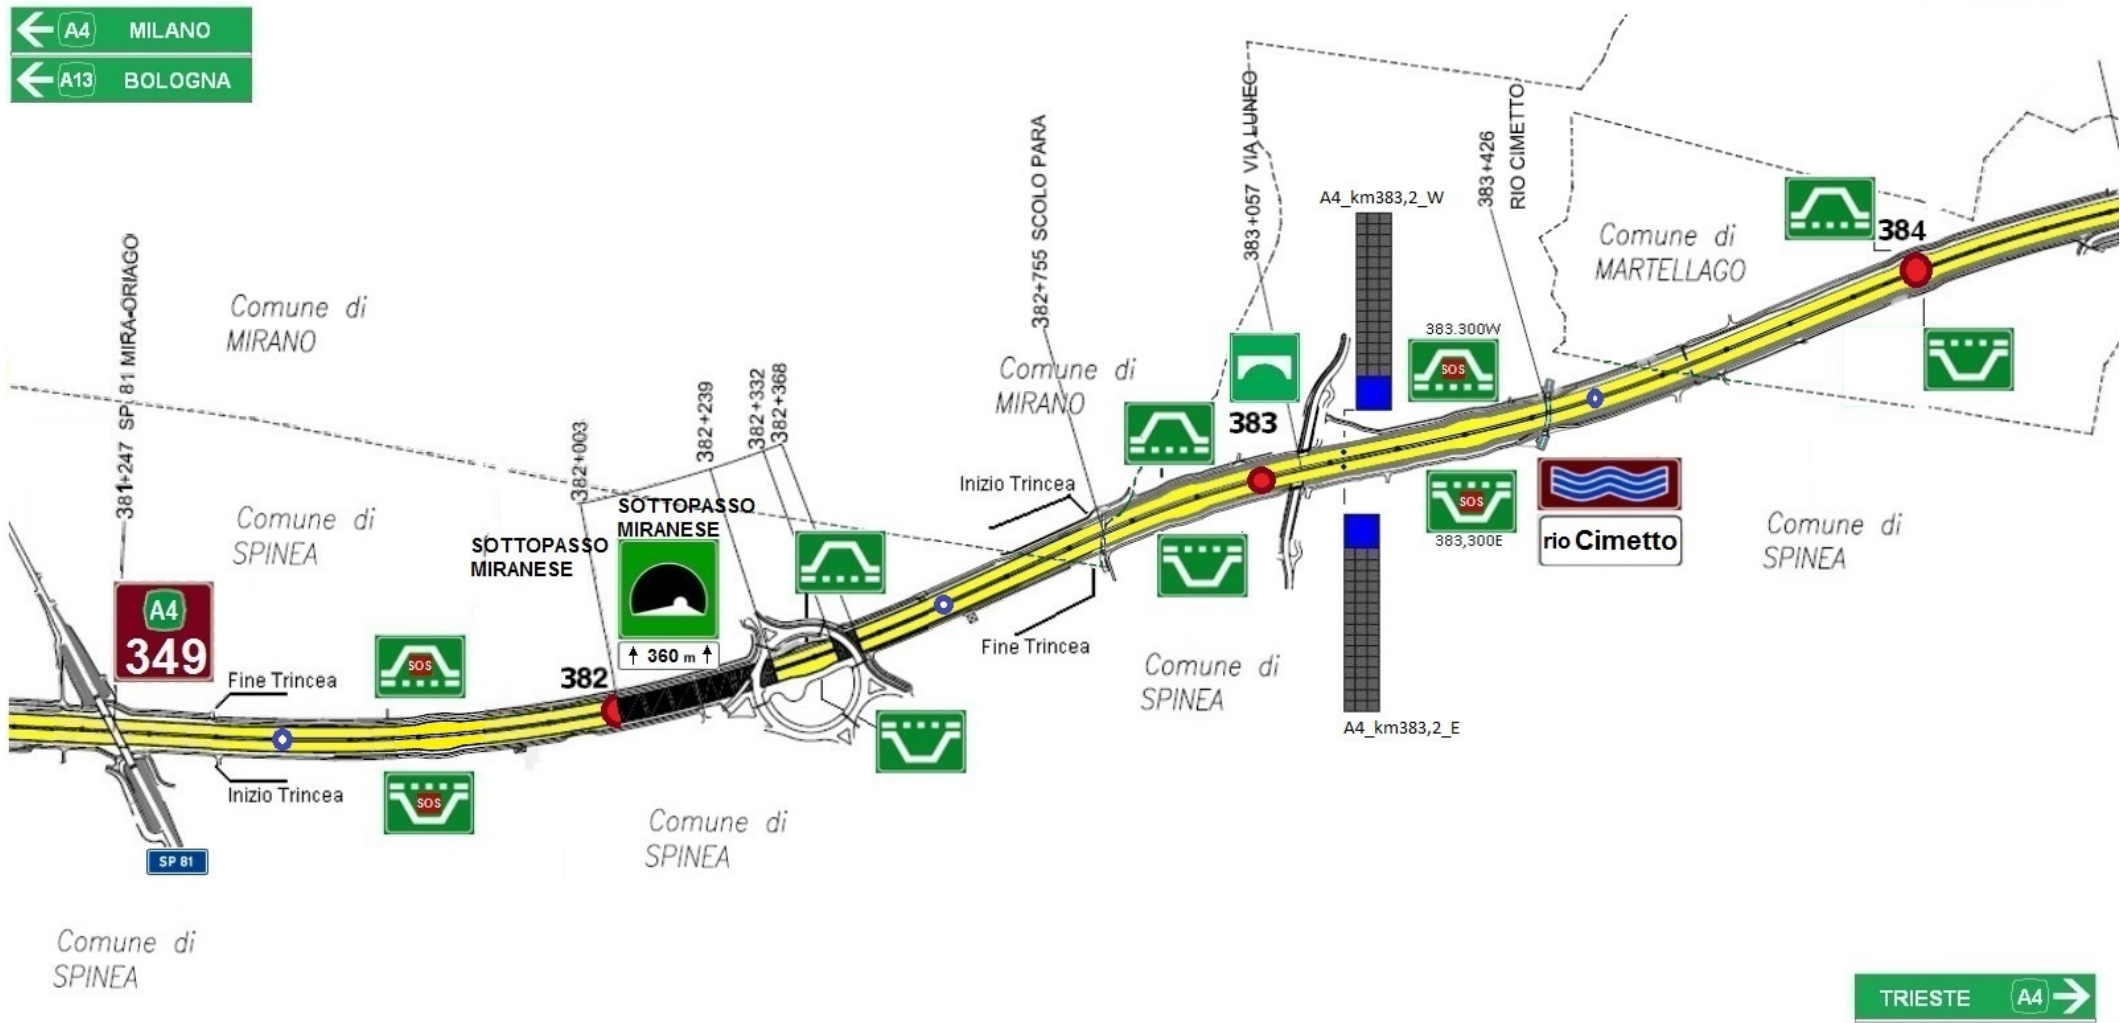 A4 MILANO
A13 BOLOGNA
381+247 SP 81 MIRA-ORIAGO
Comune di
MIRANO
Comune di
SPINEA
A4
349
Fine Trincea
Inizio Trincea
SP 81
Comune di
SPINEA
SOS
SOS
382
382+003
382+239
382+332
382+368
SOTTOPASSO
MIRANESE
SOTTOPASSO
MIRANESE
360 m
Comune di
SPINEA
Inizio Trincea
Fine Trincea
382+755 SCOLO PARA
Comune di
MIRANO
Comune di
SPINEA
383+057 VIA LUNEO
383
A4_km383,2_W
A4_km383,2_E
383.300W
SOS
SOS
383,300E
383+426
RIO CIMETTO
rio Cimetto
Comune di
MARTELLAGO
Comune di
SPINEA
384
TRIESTE A4